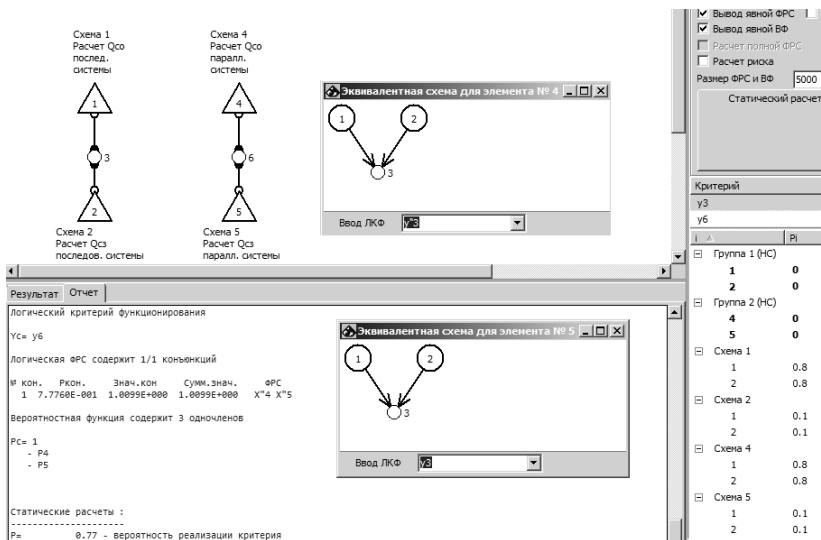 Схема 1
Расчет Qсо
послед.
системы
1
3
2
Схема 2
Расчет Qсз
последов. системы
Схема 4
Расчет Qсо
паралл.
системы
4
6
5
Схема 5
Расчет Qсз
паралл. системы
Эквивалентная схема для элемента № 4
1
2
3
Ввод ЛКФ y"3
Вывод явной ФРС
Вывод явной ВФ
Расчет полной ФРС
Расчет риска
Размер ФРС и ВФ 5000
Статический расчет
Критерий
y3
y6
i Pi
Группа 1 (НС)
1 0
2 0
Группа 2 (НС)
4 0
5 0
Схема 1
1 0.8
2 0.8
Схема 2
1 0.1
2 0.1
Схема 4
1 0.8
2 0.8
Схема 5
1 0.1
2 0.1
Результат Отчет
Логический критерий функционирования
Yc= y6
Логическая ФРС содержит 1/1 конъюнкций
№ кон. Pкон. Знач.кон Сумм.знач. ФРС
1 7.7760E-001 1.0099E+000 1.0099E+000 X"4 X"5
Вероятностная функция содержит 3 одночленов
Pc= 1
- P4
- P5
Статические расчеты :
---------------------
P= 0.77 - вероятность реализации критерия
Эквивалентная схема для элемента № 5
1
2
3
Ввод ЛКФ y3